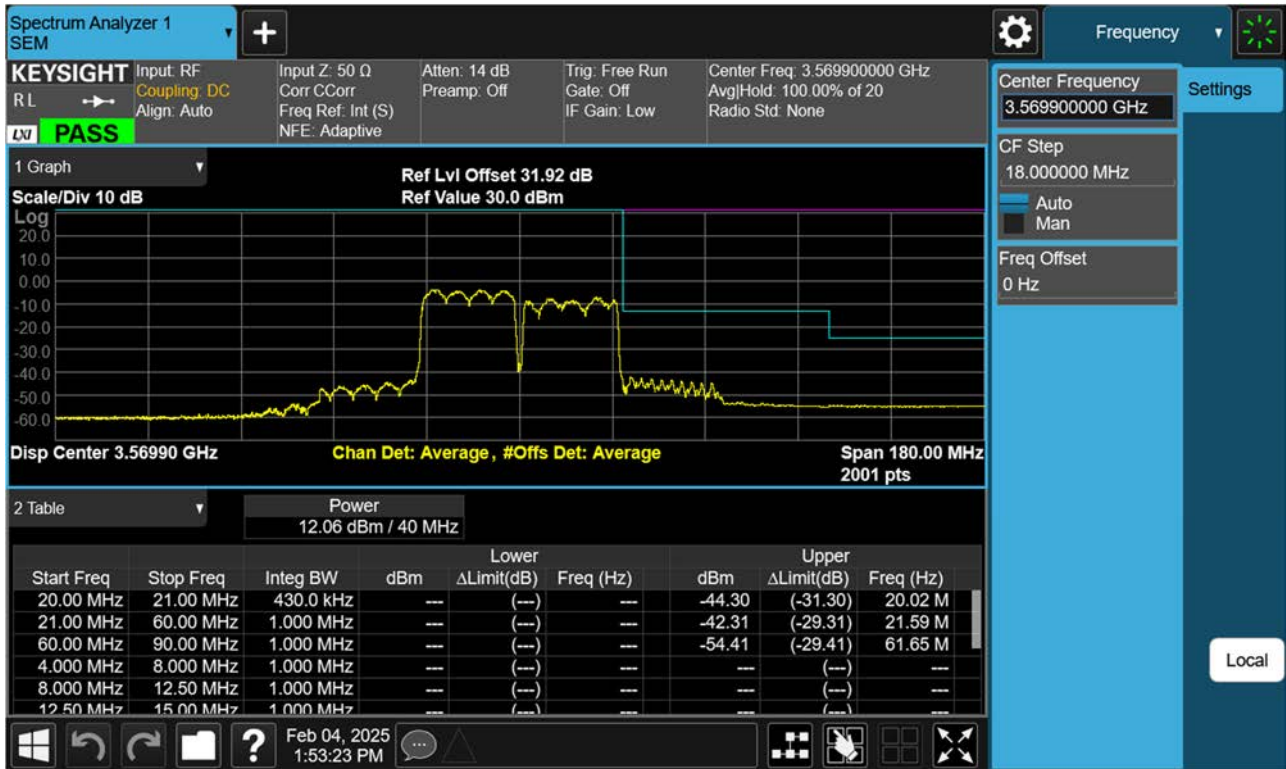 Spectrum Analyzer 1
SEM
+
Frequency
KEYSIGHT
R L
LXI PASS
Input: RF
Coupling: DC
Align: Auto
Input Z: 50 Ω
Corr CCorr
Freq Ref: Int (S)
NFE: Adaptive
Atten: 14 dB
Preamp: Off
Trig: Free Run
Gate: Off
IF Gain: Low
Center Freq: 3.569900000 GHz
Avg|Hold: 100.00% of 20
Radio Std: None
Center Frequency
3.569900000 GHz
Settings
CF Step
18.000000 MHz
Auto
Man
Freq Offset
0 Hz
1 Graph
Scale/Div 10 dB
Ref Lvl Offset 31.92 dB
Ref Value 30.0 dBm
Log
20.0
10.0
0.00
-10.0
-20.0
-30.0
-40.0
-50.0
-60.0
Disp Center 3.56990 GHz
Chan Det: Average, #Offs Det: Average
Span 180.00 MHz
2001 pts
2 Table
Power
12.06 dBm / 40 MHz
Lower Upper
Start Freq Stop Freq Integ BW dBm ΔLimit(dB) Freq (Hz) dBm ΔLimit(dB) Freq (Hz)
20.00 MHz 21.00 MHz 430.0 kHz --- (---) --- -44.30 (-31.30) 20.02 M
21.00 MHz 60.00 MHz 1.000 MHz --- (---) --- -42.31 (-29.31) 21.59 M
60.00 MHz 90.00 MHz 1.000 MHz --- (---) --- -54.41 (-29.41) 61.65 M
4.000 MHz 8.000 MHz 1.000 MHz --- (---) --- --- (---) ---
8.000 MHz 12.50 MHz 1.000 MHz --- (---) --- --- (---) ---
12.50 MHz 15.00 MHz 1.000 MHz --- (---) --- --- (---) ---
Local
?
Feb 04, 2025
1:53:23 PM
...